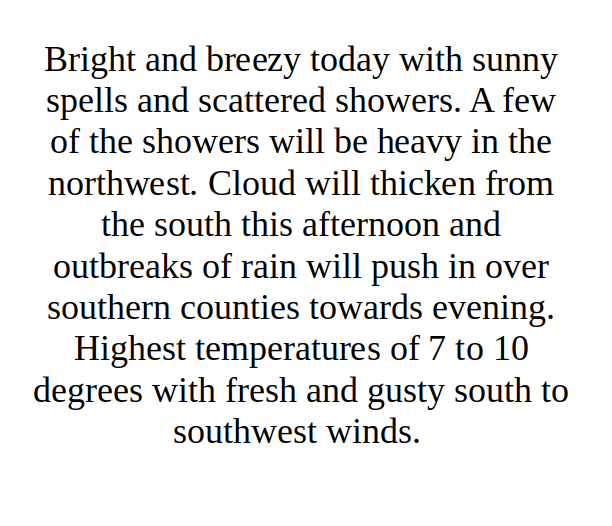 Bright and breezy today with sunny
spells and scattered showers. A few
of the showers will be heavy in the
northwest. Cloud will thicken from
the south this afternoon and
outbreaks of rain will push in over
southern counties towards evening.
Highest temperatures of 7 to 10
degrees with fresh and gusty south to
southwest winds.